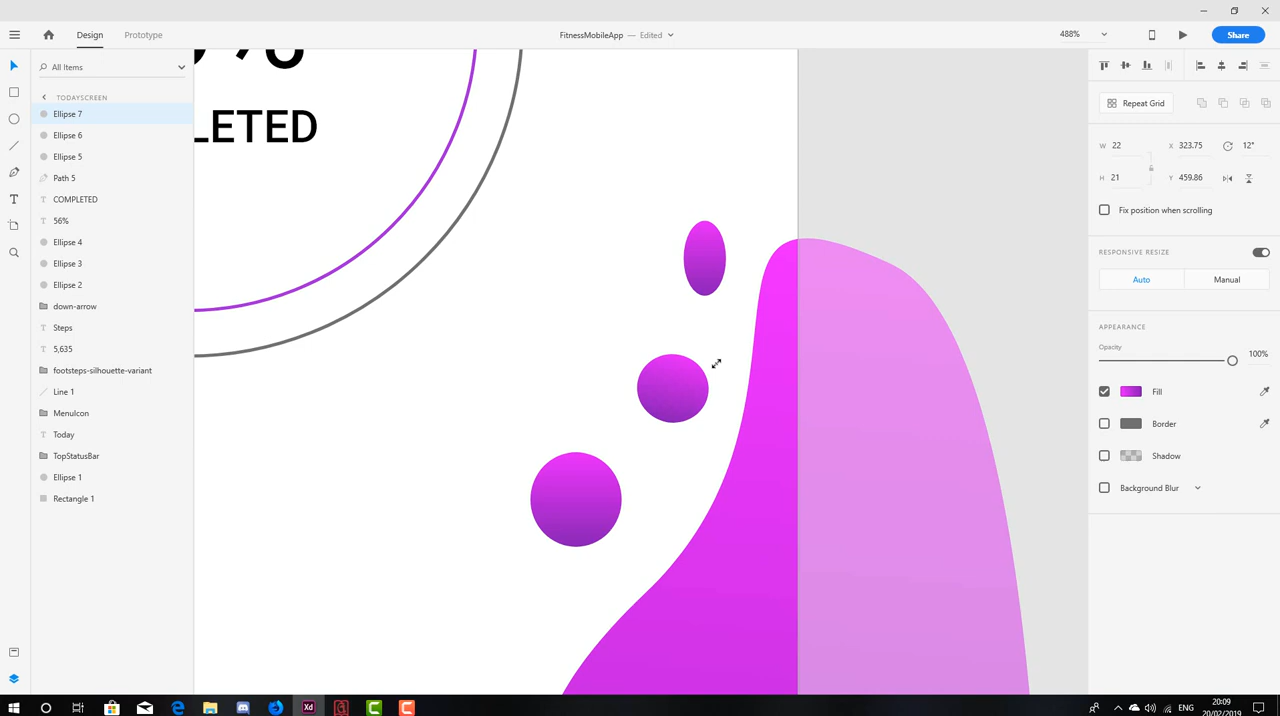 Design
Prototype
FitnessMobileApp — Edited
488%
Share
All Items
TODAYSCREEN
Ellipse 7
Ellipse 6
Ellipse 5
Path 5
COMPLETED
56%
Ellipse 4
Ellipse 3
Ellipse 2
down-arrow
Steps
5,635
footsteps-silhouette-variant
Line 1
MenuIcon
Today
TopStatusBar
Ellipse 1
Rectangle 1
LETED
Repeat Grid
W 22 X 323.75 12°
H 21 Y 459.86
Fix position when scrolling
RESPONSIVE RESIZE
Auto Manual
APPEARANCE
Opacity
100%
Fill
Border
Shadow
Background Blur
ENG
20:09
20/02/2019